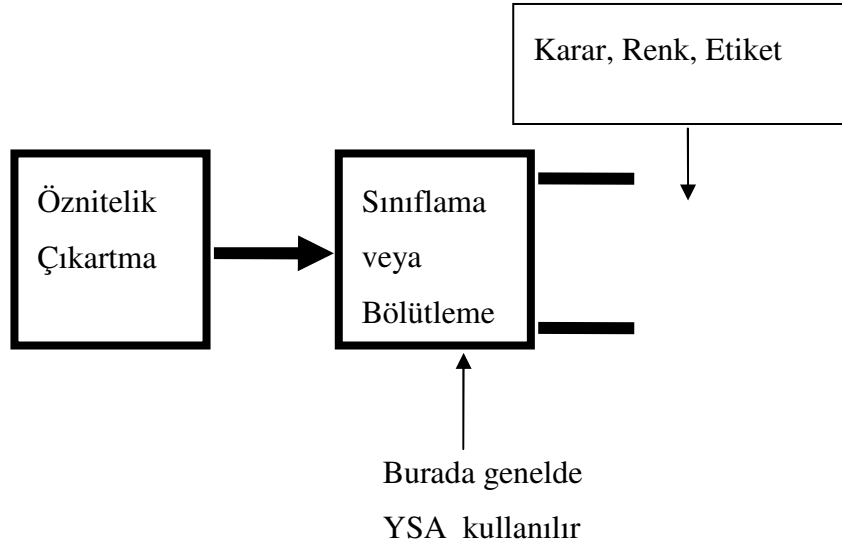 Karar, Renk, Etiket
Öznitelik
Çıkartma
Sınıflama
veya
Bölütleme
Burada genelde
YSA kullanılır